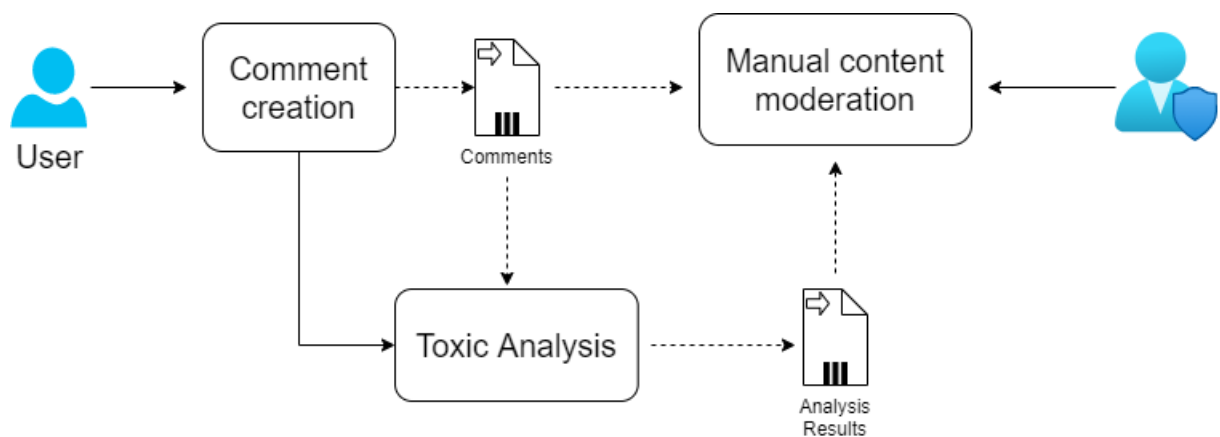 Comment
creation
Manual content
moderation
User
Comments
Toxic Analysis
Analysis
Results